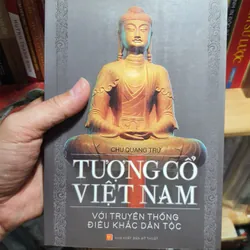 CHU QUANG TRỨ
TƯỢNG CỔ
VIỆT NAM
VỚI TRUYỀN THỐNG
ĐIÊU KHẮC DÂN TỘC